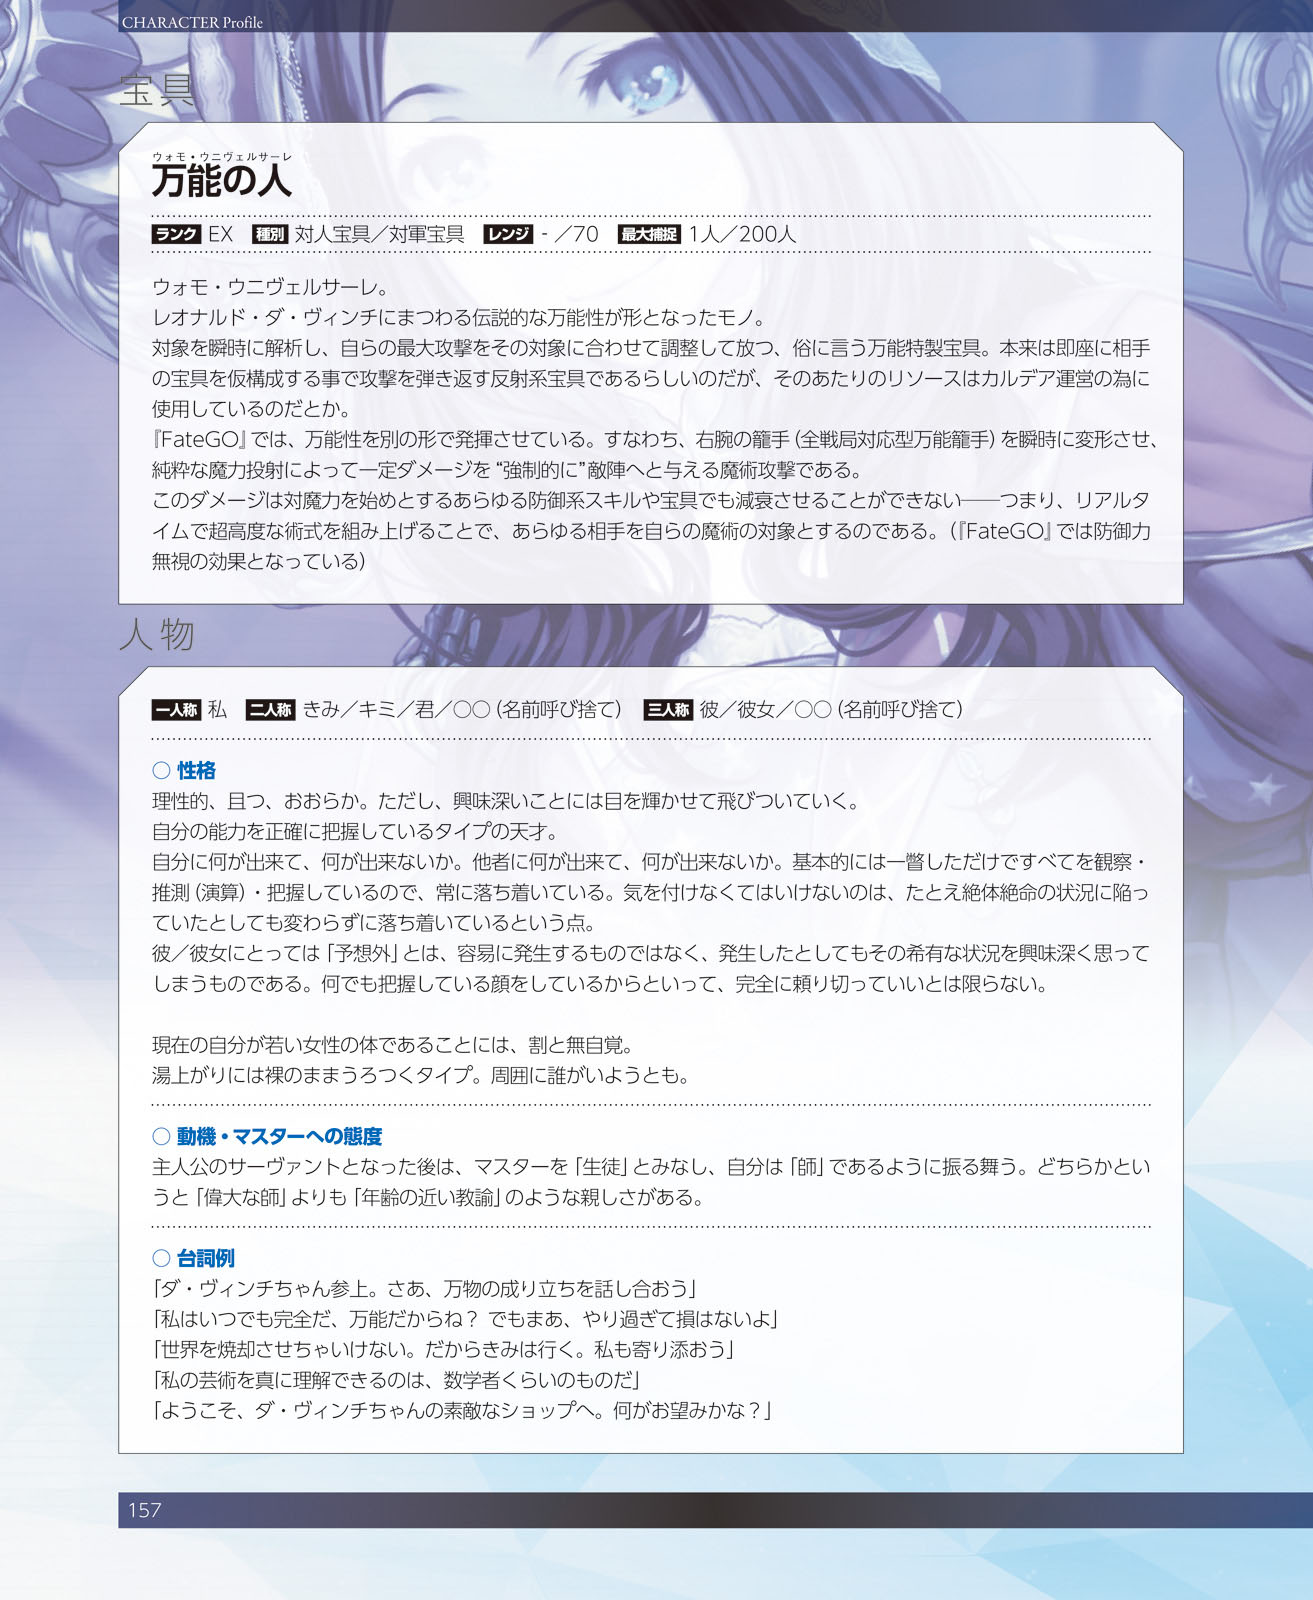 CHARACTER Profile
宝具
ウォモ・ウニヴェルサーレ
万能の人
ランク EX 種別 対人宝具／対軍宝具 レンジ - ／70 最大捕捉 1人／200人
ウォモ・ウニヴェルサーレ。
レオナルド・ダ・ヴィンチにまつわる伝説的な万能性が形となったモノ。
対象を瞬時に解析し、自らの最大攻撃をその対象に合わせて調整して放つ、俗に言う万能特製宝具。本来は即座に相手
の宝具を仮構成する事で攻撃を弾き返す反射系宝具であるらしいのだが、そのあたりのリソースはカルデア運営の為に
使用しているのだとか。
『FateGO』では、万能性を別の形で発揮させている。すなわち、右腕の籠手（全戦局対応型万能籠手）を瞬時に変形させ、
純粋な魔力投射によって一定ダメージを“強制的に”敵陣へと与える魔術攻撃である。
このダメージは対魔力を始めとするあらゆる防御系スキルや宝具でも減衰させることができない──つまり、リアルタ
イムで超高度な術式を組み上げることで、あらゆる相手を自らの魔術の対象とするのである。（『FateGO』では防御力
無視の効果となっている）
人物
一人称 私 二人称 きみ／キミ／君／○○（名前呼び捨て） 三人称 彼／彼女／○○（名前呼び捨て）
○ 性格
理性的、且つ、おおらか。ただし、興味深いことには目を輝かせて飛びついていく。
自分の能力を正確に把握しているタイプの天才。
自分に何が出来て、何が出来ないか。他者に何が出来て、何が出来ないか。基本的には一瞥しただけですべてを観察・
推測（演算）・把握しているので、常に落ち着いている。気を付けなくてはいけないのは、たとえ絶体絶命の状況に陥っ
ていたとしても変わらずに落ち着いているという点。
彼／彼女にとっては「予想外」とは、容易に発生するものではなく、発生したとしてもその希有な状況を興味深く思って
しまうものである。何でも把握している顔をしているからといって、完全に頼り切っていいとは限らない。
現在の自分が若い女性の体であることには、割と無自覚。
湯上がりには裸のままうろつくタイプ。周囲に誰がいようとも。
○ 動機・マスターへの態度
主人公のサーヴァントとなった後は、マスターを「生徒」とみなし、自分は「師」であるように振る舞う。どちらかとい
うと「偉大な師」よりも「年齢の近い教諭」のような親しさがある。
○ 台詞例
「ダ・ヴィンチちゃん参上。さあ、万物の成り立ちを話し合おう」
「私はいつでも完全だ、万能だからね？ でもまあ、やり過ぎて損はないよ」
「世界を焼却させちゃいけない。だからきみは行く。私も寄り添おう」
「私の芸術を真に理解できるのは、数学者くらいのものだ」
「ようこそ、ダ・ヴィンチちゃんの素敵なショップへ。何がお望みかな？」
157